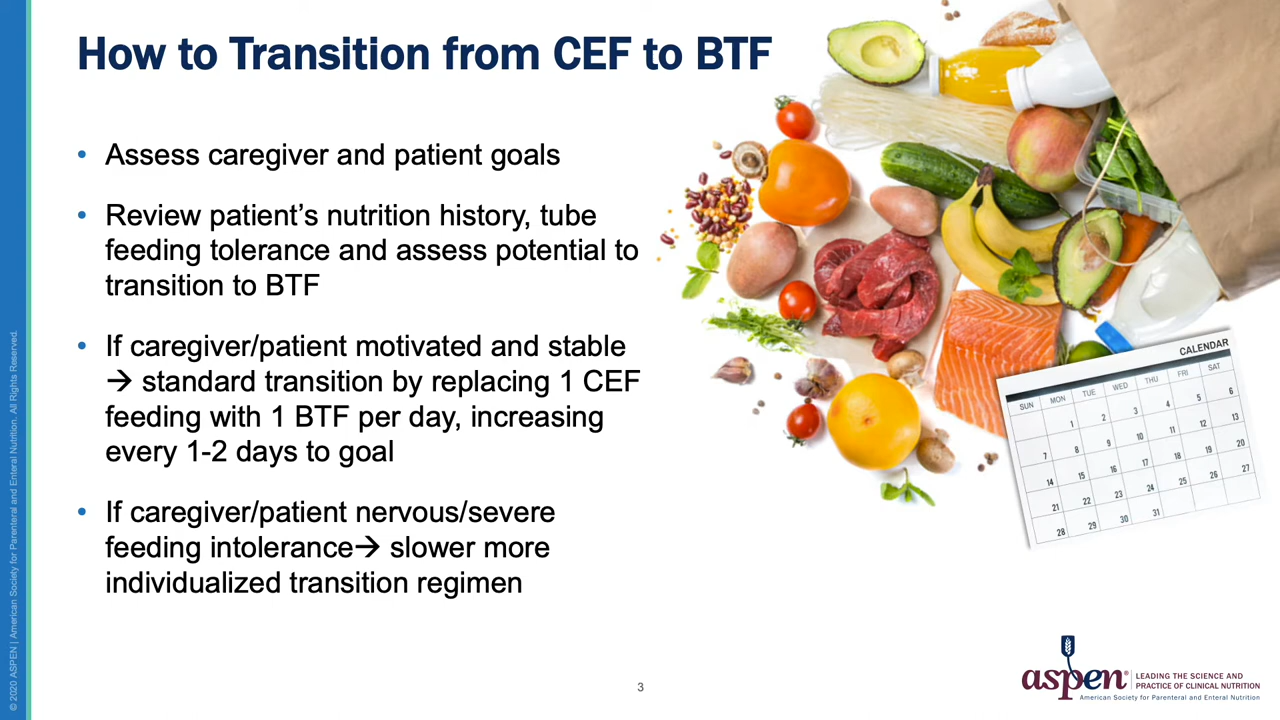 How to Transition from CEF to BTF
• Assess caregiver and patient goals
• Review patient’s nutrition history, tube
feeding tolerance and assess potential to
transition to BTF
• If caregiver/patient motivated and stable
→ standard transition by replacing 1 CEF
feeding with 1 BTF per day, increasing
every 1-2 days to goal
• If caregiver/patient nervous/severe
feeding intolerance→ slower more
individualized transition regimen
CALENDAR
SUN MON TUE WED THU FRI SAT
1 2 3 4 5 6
7 8 9 10 11 12 13
14 15 16 17 18 19 20
21 22 23 24 25 26 27
28 29 30 31
© 2020 ASPEN | American Society for Parenteral and Enteral Nutrition. All Rights Reserved.
3
aspen®
LEADING THE SCIENCE AND
PRACTICE OF CLINICAL NUTRITION
American Society for Parenteral and Enteral Nutrition